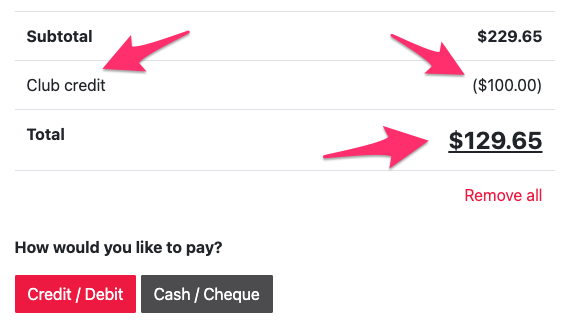 Subtotal $229.65
Club credit ($100.00)
Total $129.65
Remove all
How would you like to pay?
Credit / Debit Cash / Cheque